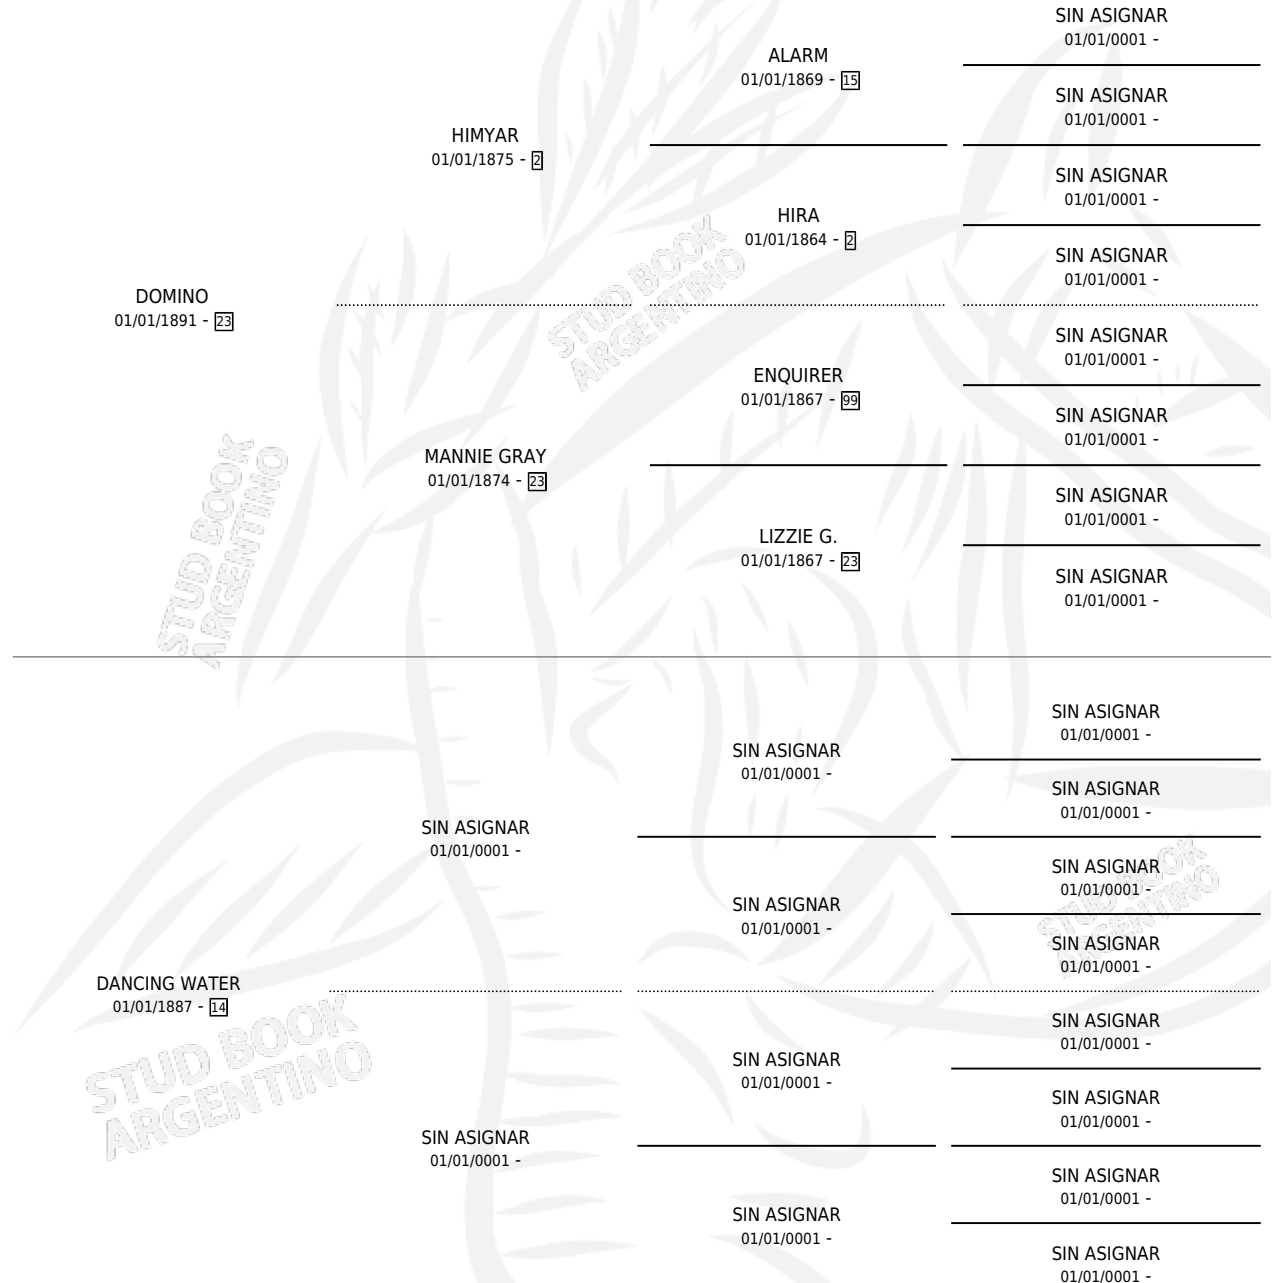 SIN ASIGNAR
01/01/0001 -
ALARM
01/01/1869 - 15
SIN ASIGNAR
01/01/0001 -
HIMYAR
01/01/1875 - 2
SIN ASIGNAR
01/01/0001 -
HIRA
01/01/1864 - 2
SIN ASIGNAR
01/01/0001 -
DOMINO
01/01/1891 - 23
SIN ASIGNAR
01/01/0001 -
ENQUIRER
01/01/1867 - 99
SIN ASIGNAR
01/01/0001 -
MANNIE GRAY
01/01/1874 - 23
SIN ASIGNAR
01/01/0001 -
LIZZIE G.
01/01/1867 - 23
SIN ASIGNAR
01/01/0001 -
STUD BOOK
ARGENTINO
STUD BOOK
ARGENTINO
SIN ASIGNAR
01/01/0001 -
SIN ASIGNAR
01/01/0001 -
SIN ASIGNAR
01/01/0001 -
SIN ASIGNAR
01/01/0001 -
SIN ASIGNAR
01/01/0001 -
SIN ASIGNAR
01/01/0001 -
SIN ASIGNAR
01/01/0001 -
DANCING WATER
01/01/1887 - 14
SIN ASIGNAR
01/01/0001 -
SIN ASIGNAR
01/01/0001 -
SIN ASIGNAR
01/01/0001 -
SIN ASIGNAR
01/01/0001 -
SIN ASIGNAR
01/01/0001 -
SIN ASIGNAR
01/01/0001 -
SIN ASIGNAR
01/01/0001 -
STUD BOOK
ARGENTINO
STUD BOOK
ARGENTINO